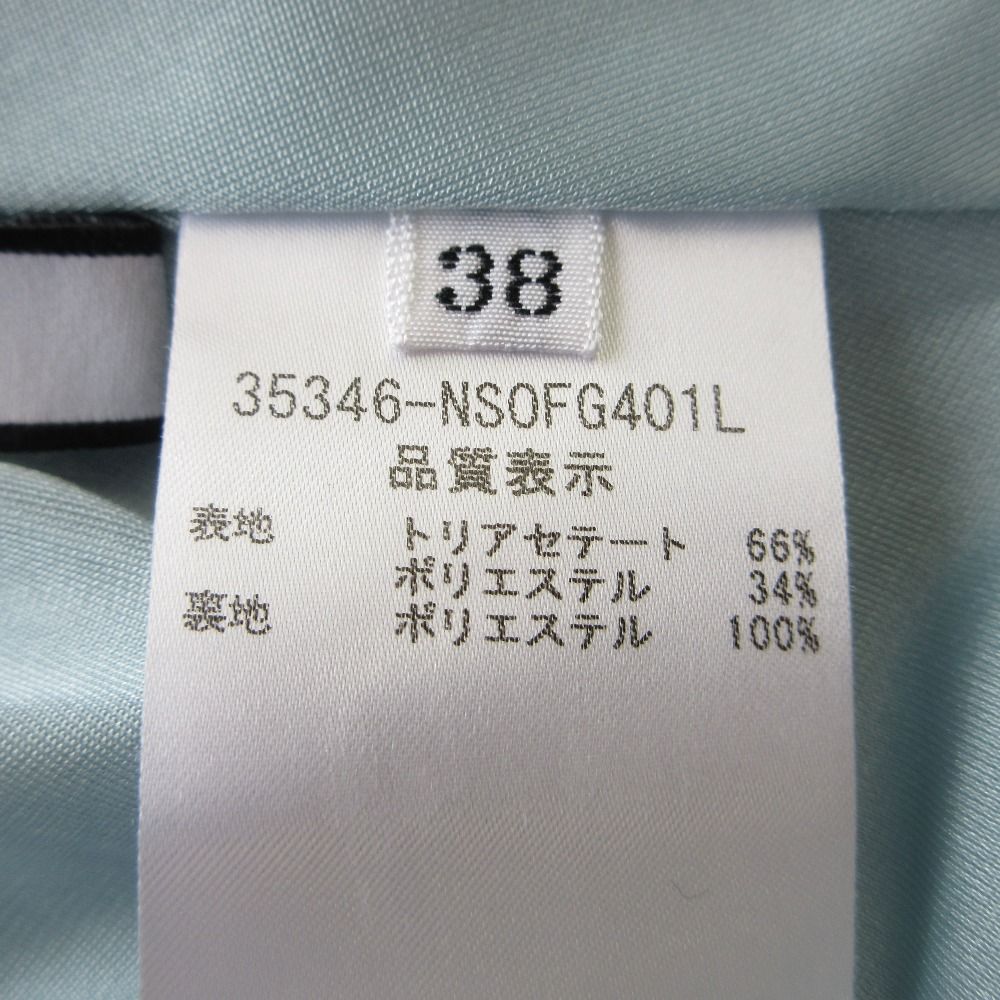 38
35346-NSOFG401L
品質表示
表地 トリアセテート 66%
ポリエステル 34%
裏地 ポリエステル 100%